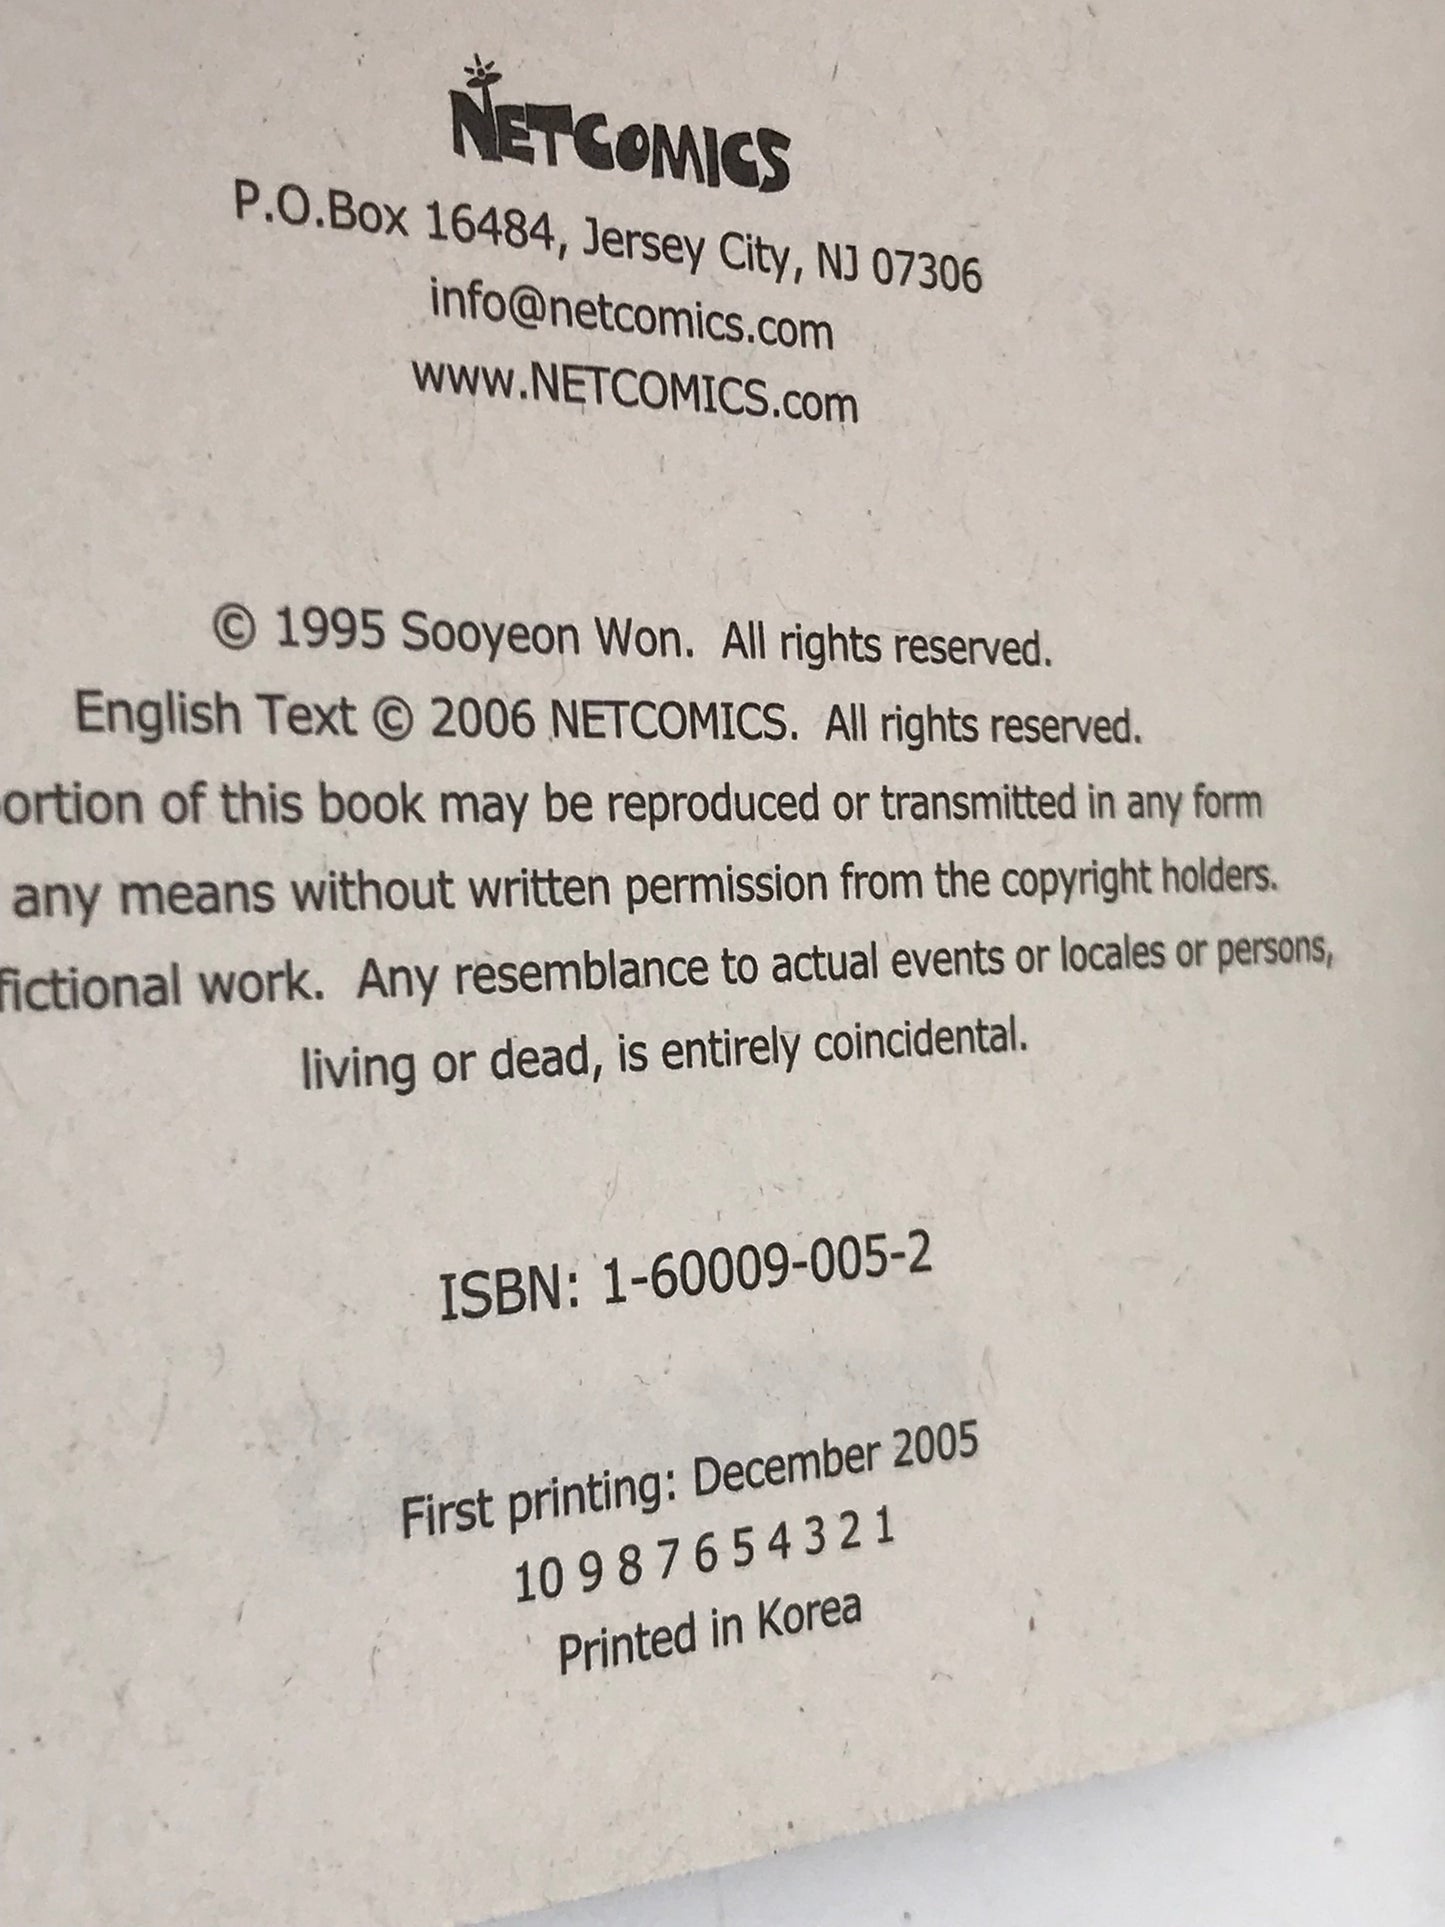 NETCOMICS
P.O.Box 16484, Jersey City, NJ 07306
info@netcomics.com
www.NETCOMICS.com
© 1995 Sooyeon Won. All rights reserved.
English Text © 2006 NETCOMICS. All rights reserved.
of this book may be reproduced or transmitted in any form
any means without written permission from the copyright holders.
fictional work. Any resemblance to actual events or locales or persons,
living or dead, is entirely coincidental.
ISBN: 1-60009-005-2
First printing: December 2005
10 9 8 7 6 5 4 3 2 1
Printed in Korea